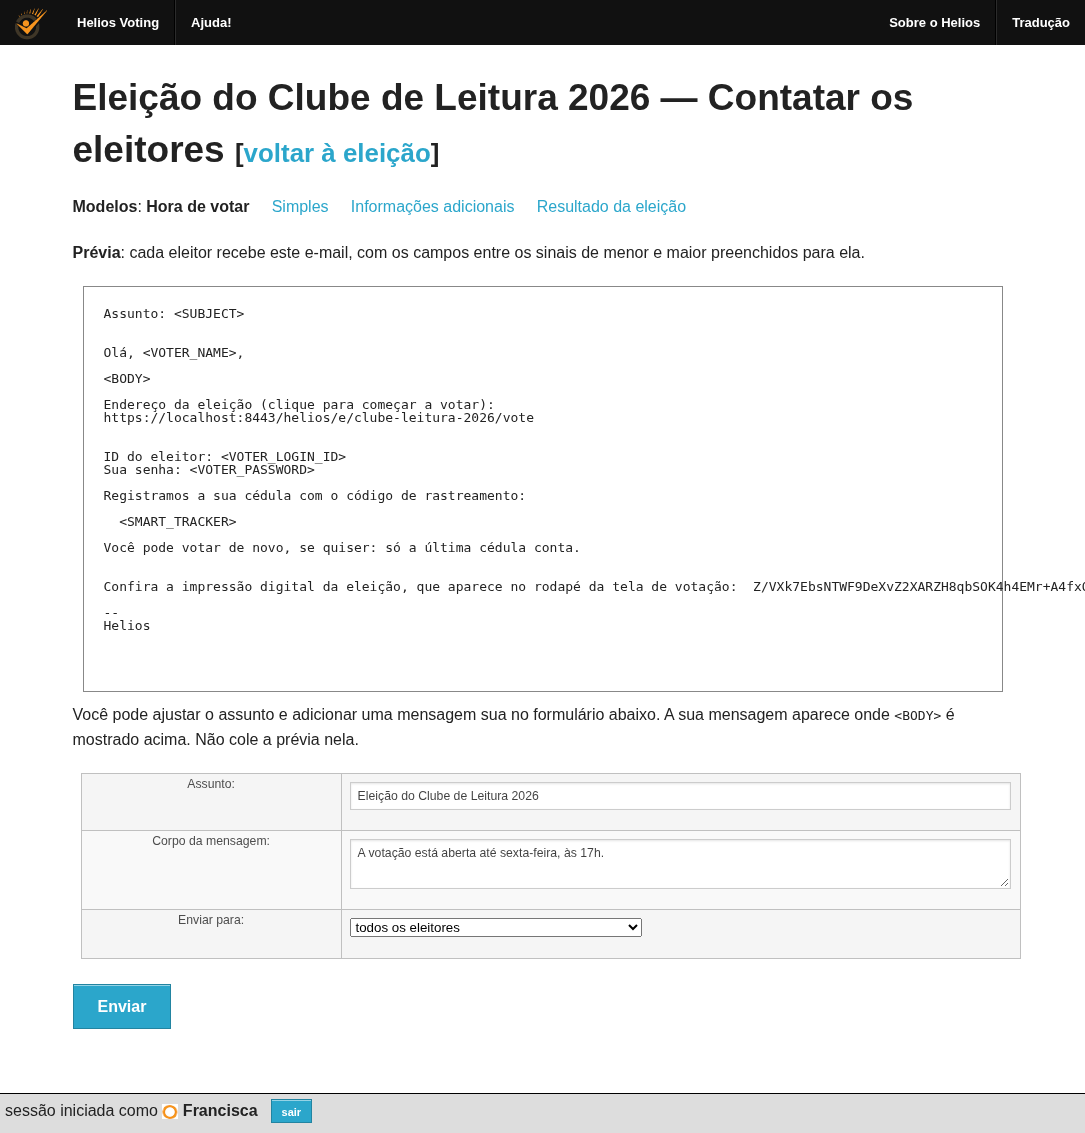 Helios Voting
Ajuda!
Sobre o Helios
Tradução
Eleição do Clube de Leitura 2026 — Contatar os
eleitores [voltar à eleição]
Modelos: Hora de votar Simples Informações adicionais Resultado da eleição
Prévia: cada eleitor recebe este e-mail, com os campos entre os sinais de menor e maior preenchidos para ela.
Assunto: <SUBJECT>
Olá, <VOTER_NAME>,
<BODY>
Endereço da eleição (clique para começar a votar):
https://localhost:8443/helios/e/clube-leitura-2026/vote
ID do eleitor: <VOTER_LOGIN_ID>
Sua senha: <VOTER_PASSWORD>
Registramos a sua cédula com o código de rastreamento:
<SMART_TRACKER>
Você pode votar de novo, se quiser: só a última cédula conta.
Confira a impressão digital da eleição, que aparece no rodapé da tela de votação: Z/VXk7EbsNTWF9DeXvZ2XARZH8qbSOK4h4EMr+A4fx
--
Helios
Você pode ajustar o assunto e adicionar uma mensagem sua no formulário abaixo. A sua mensagem aparece onde <BODY> é
mostrado acima. Não cole a prévia nela.
Assunto:
Eleição do Clube de Leitura 2026
Corpo da mensagem:
A votação está aberta até sexta-feira, às 17h.
Enviar para:
todos os eleitores
Enviar
sessão iniciada como Francisca sair